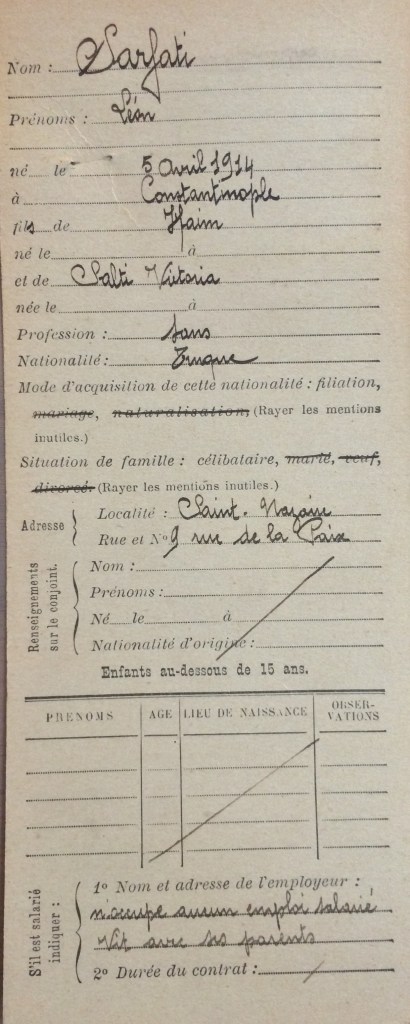 Nom : Sarfati
Prénoms : Léon
né le 5 Avril 1914
à Constantinople
fils de Haim
né le à
et de Salti Victoria
née le à
Profession : sans
Nationalité : Turque
Mode d'acquisition de cette nationalité : filiation,
mariage, naturalisation, (Rayer les mentions
inutiles.)
Situation de famille : célibataire, marié, veuf,
divorcé. (Rayer les mentions inutiles.)
Adresse
Localité : Saint-Nazaire
Rue et N° 9 rue de la Paix
Renseignements
sur le conjoint.
Nom :
Prénoms :
Né le à
Nationalité d'origine :
Enfants au-dessous de 15 ans.
PRENOMS AGE LIEU DE NAISSANCE OBSER-
VATIONS
S'il est salarié
indiquer :
1° Nom et adresse de l'employeur :
n'occupe aucun emploi salarié
Vit avec ses parents
2° Durée du contrat :